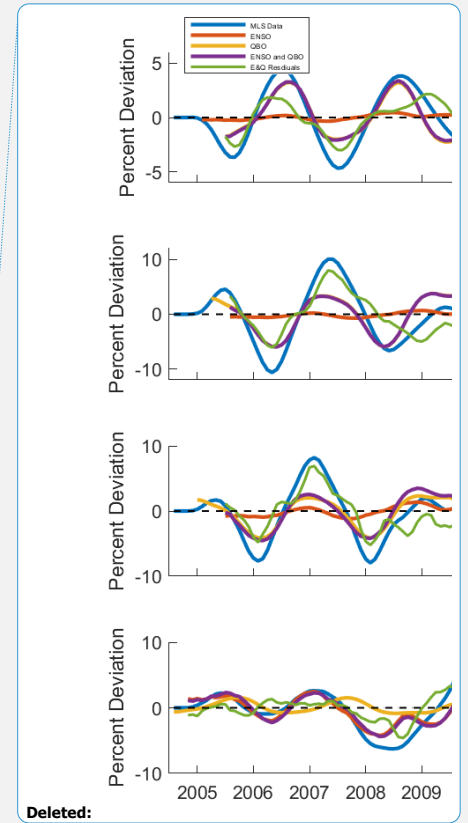 MLS Data
ENSO
QBO
ENSO and QBO
E&Q Resdiuals
Percent Deviation
5
0
-5
Percent Deviation
10
0
-10
Percent Deviation
10
0
-10
Percent Deviation
10
0
-10
2005 2006 2007 2008 2009
Deleted: